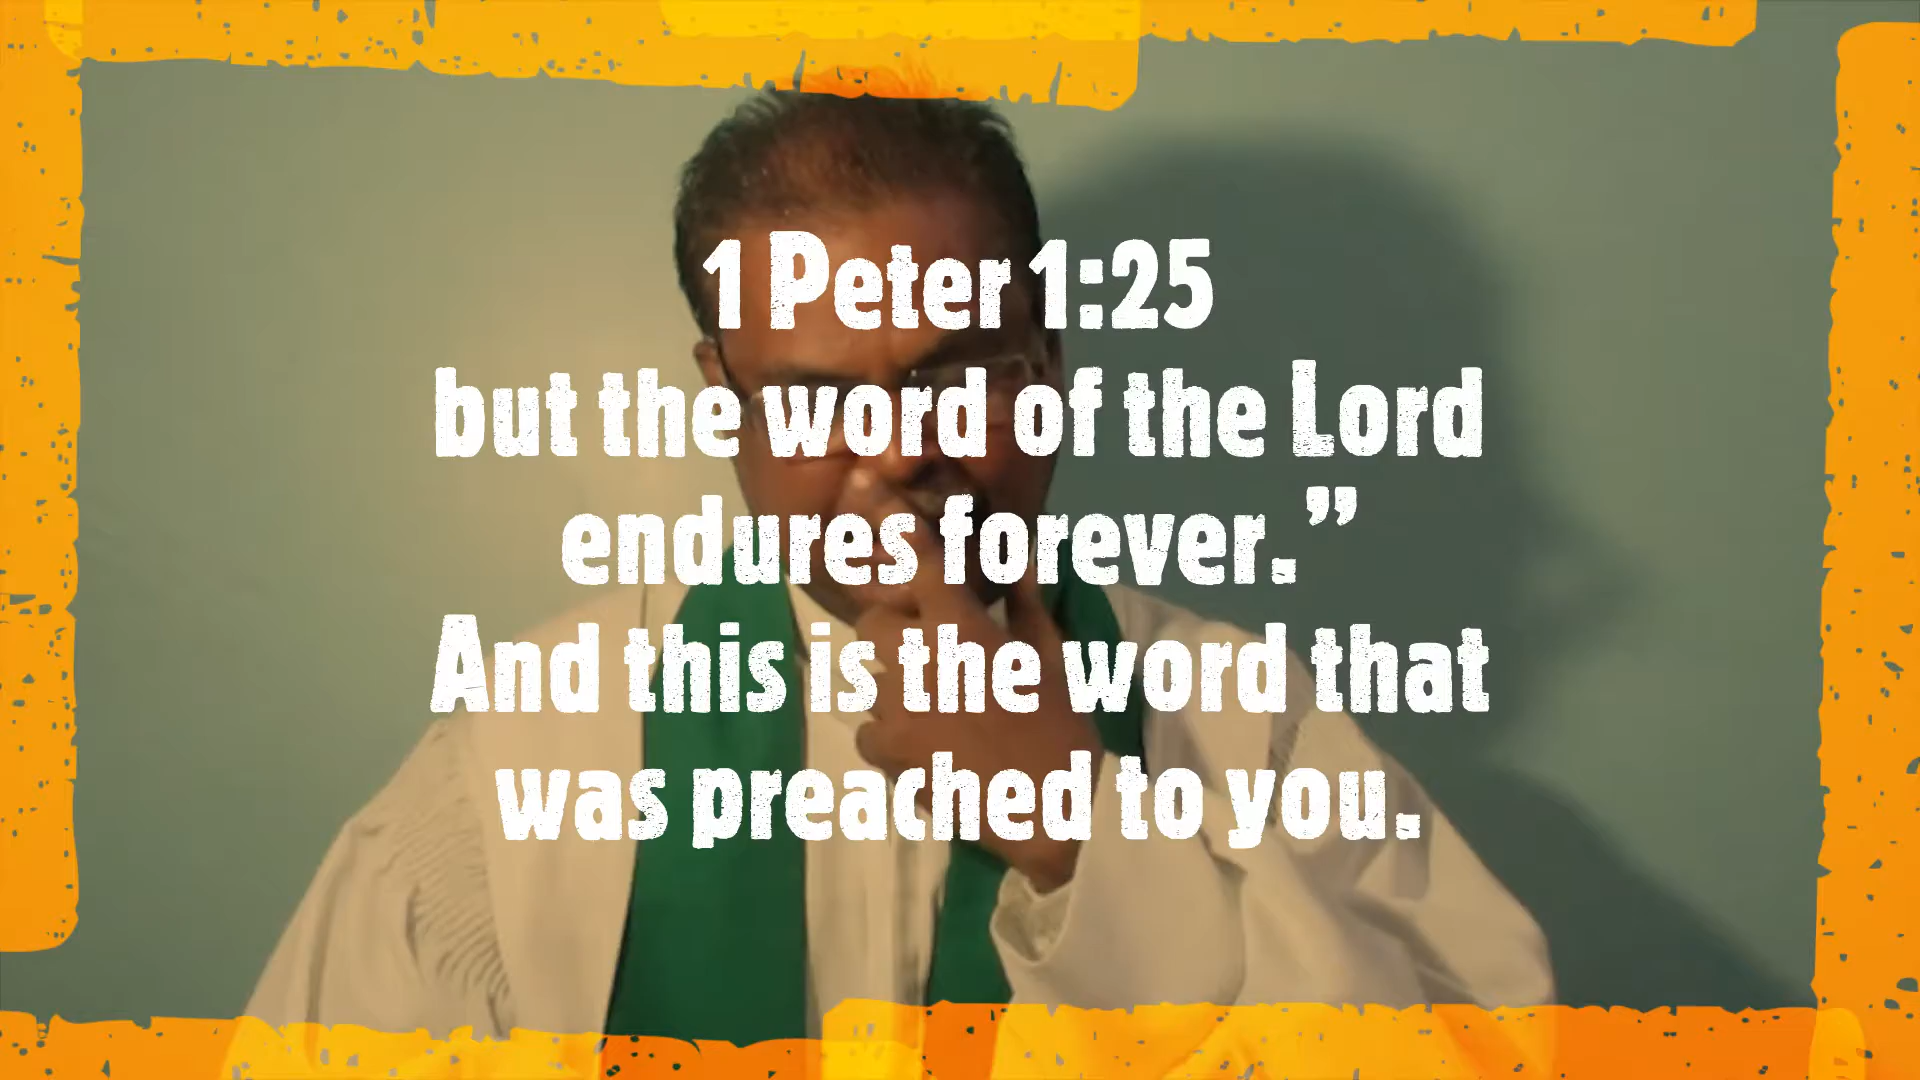 1 Peter 1:25
but the word of the Lord
endures forever.”
And this is the word that
was preached to you.